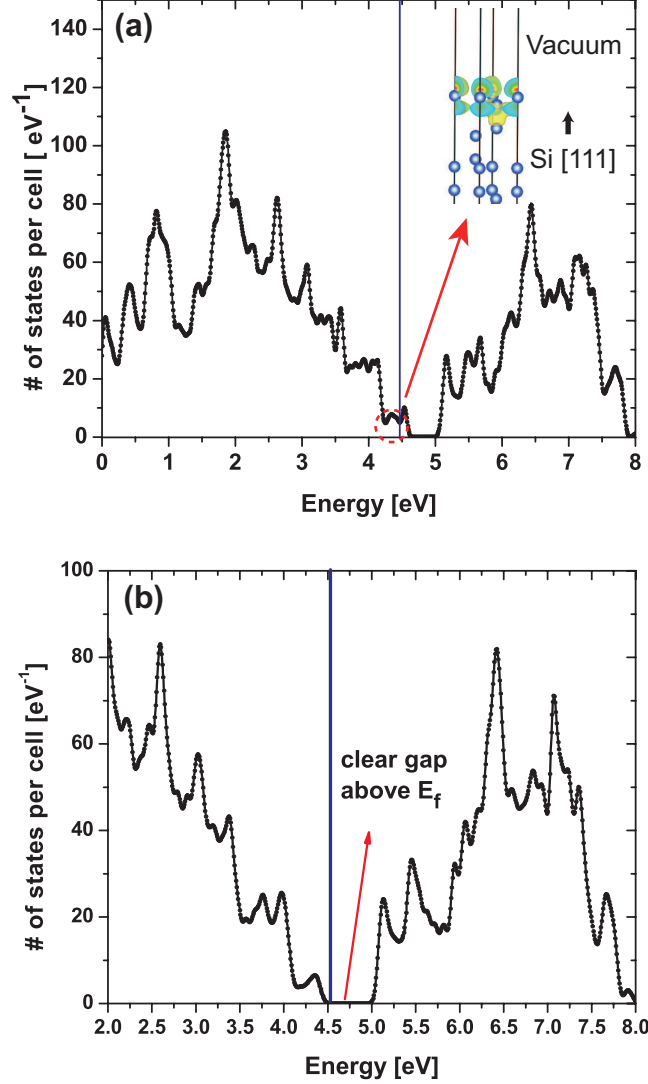 (a)
Vacuum
Si [111]
# of states per cell [ eV⁻¹]
140
120
100
80
60
40
20
0
0 1 2 3 4 5 6 7 8
Energy [eV]
(b)
clear gap
above E_f
# of states per cell [eV⁻¹]
100
80
60
40
20
0
2.0 2.5 3.0 3.5 4.0 4.5 5.0 5.5 6.0 6.5 7.0 7.5 8.0
Energy [eV]